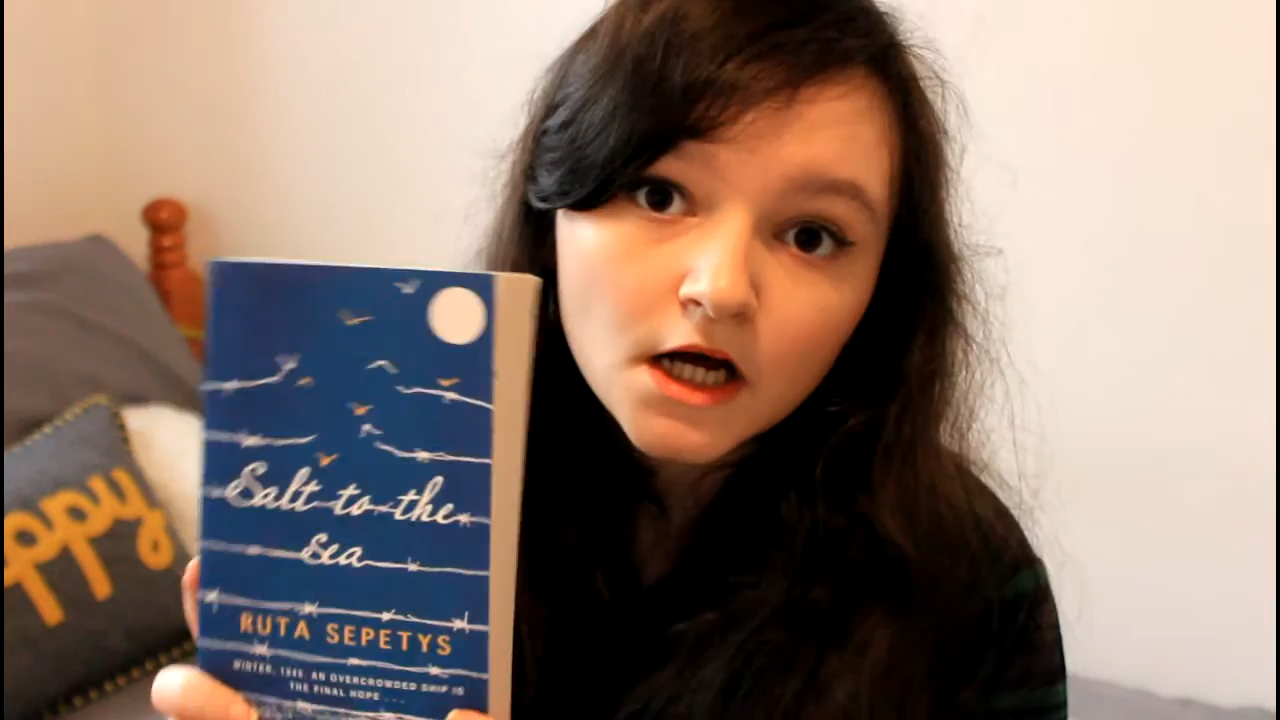 Salt to the
sea
RUTA SEPETYS
WINTER, 1945. AN OVERCROWDED SHIP IS
THE FINAL HOPE . . .
ppy